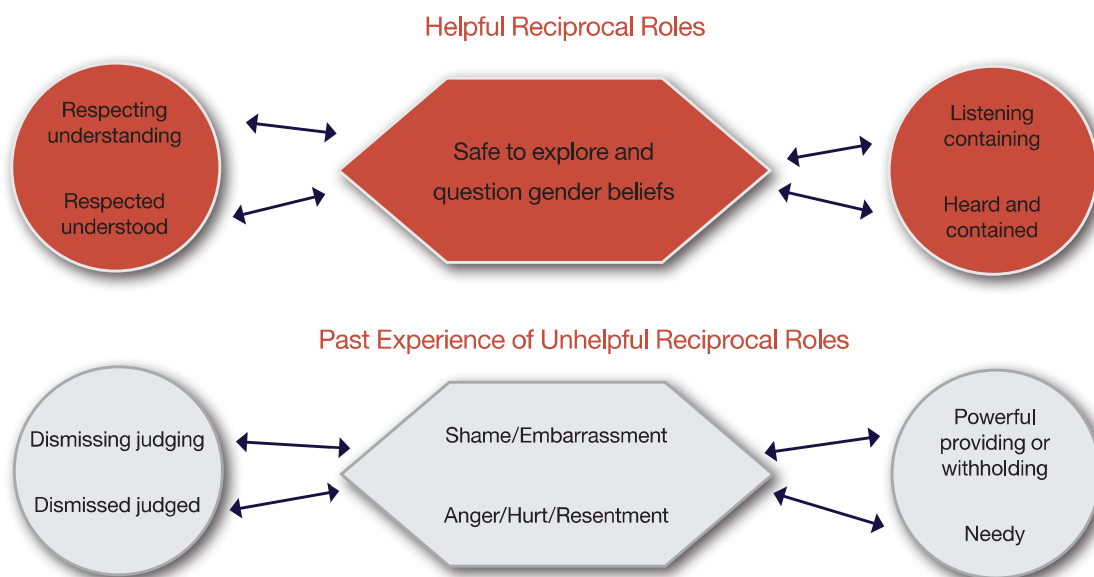 Helpful Reciprocal Roles
Respecting
understanding
Respected
understood
Safe to explore and
question gender beliefs
Listening
containing
Heard and
contained
Past Experience of Unhelpful Reciprocal Roles
Dismissing judging
Dismissed judged
Shame/Embarrassment
Anger/Hurt/Resentment
Powerful
providing or
withholding
Needy